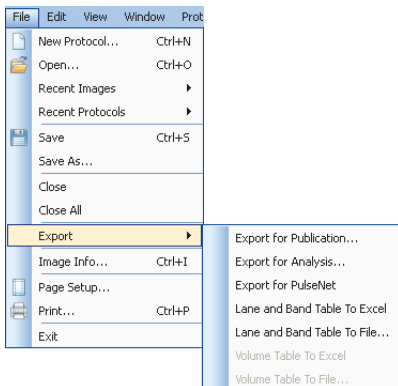 File Edit View Window Prot
New Protocol... Ctrl+N
Open... Ctrl+O
Recent Images
Recent Protocols
Save Ctrl+S
Save As...
Close
Close All
Export
Image Info... Ctrl+I
Page Setup...
Print... Ctrl+P
Exit
Export for Publication...
Export for Analysis...
Export for PulseNet
Lane and Band Table To Excel
Lane and Band Table To File...
Volume Table To Excel
Volume Table To File...